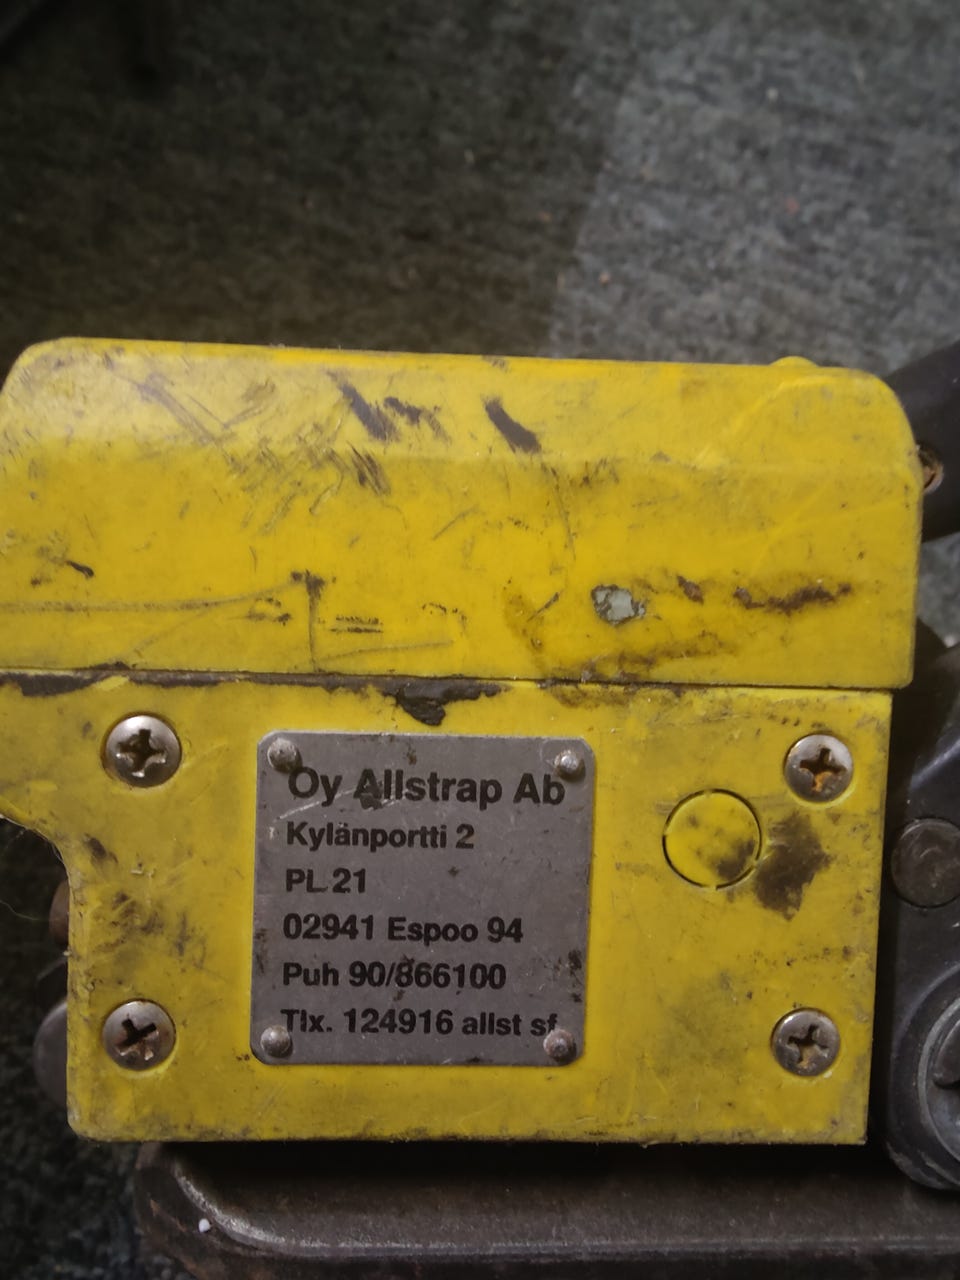 Oy Allstrap Ab
Kylänportti 2
PL 21
02941 Espoo 94
Puh 90/866100
Tlx. 124916 allst sf